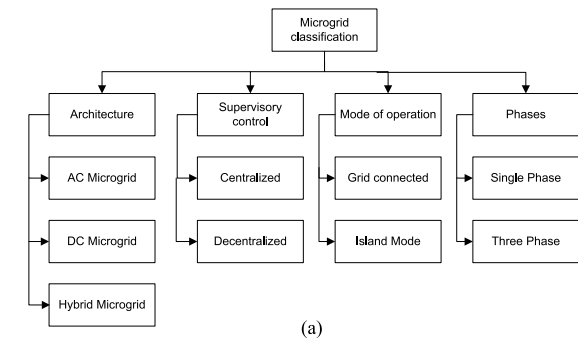 Microgrid
classification
Architecture
Supervisory
control
Mode of operation
Phases
AC Microgrid
Centralized
Grid connected
Single Phase
DC Microgrid
Decentralized
Island Mode
Three Phase
Hybrid Microgrid
(a)